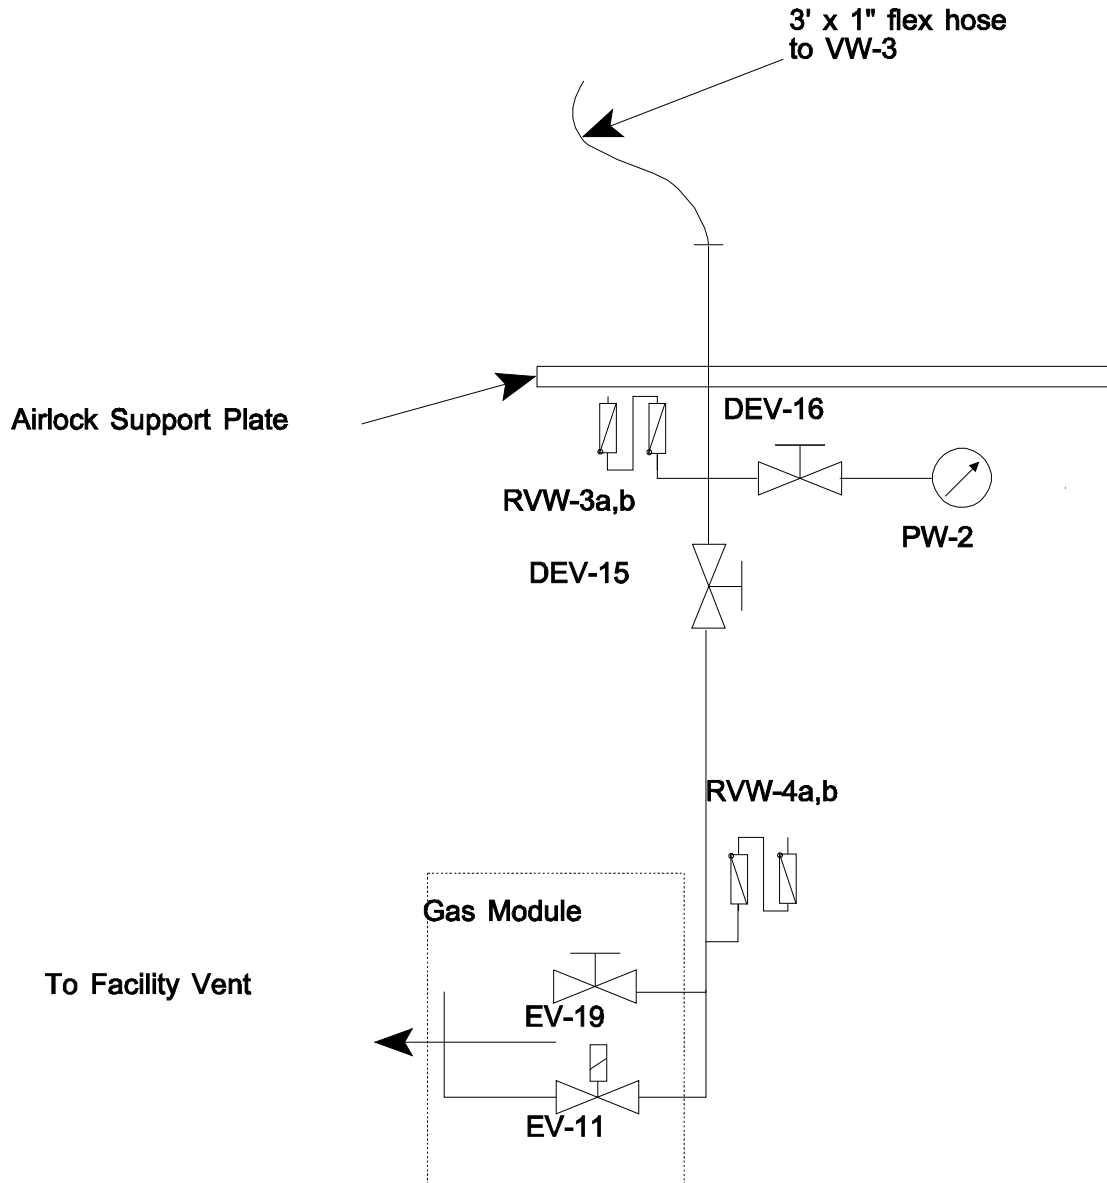 3' x 1" flex hose
to VW-3
Airlock Support Plate
DEV-16
RVW-3a,b
PW-2
DEV-15
RVW-4a,b
Gas Module
To Facility Vent
EV-19
EV-11